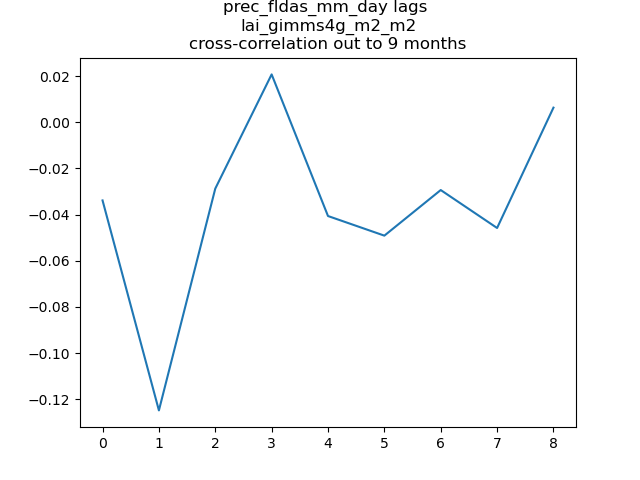 prec_fldas_mm_day lags
lai_gimms4g_m2_m2
cross-correlation out to 9 months
0.02
0.00
−0.02
−0.04
−0.06
−0.08
−0.10
−0.12
0 1 2 3 4 5 6 7 8